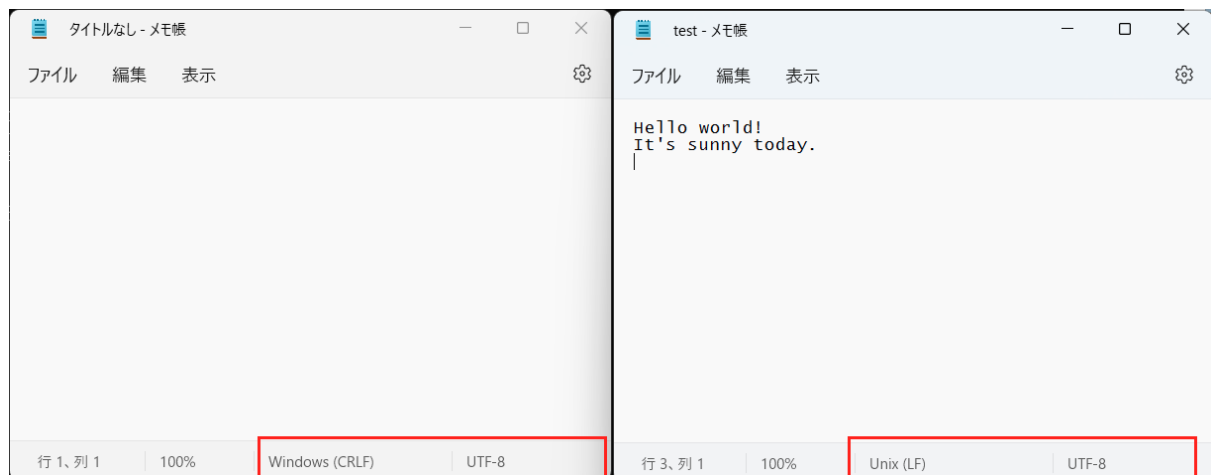 タイトルなし - メモ帳
ファイル 編集 表示
行 1、列 1 100% Windows (CRLF) UTF-8
test - メモ帳
ファイル 編集 表示
Hello world!
It's sunny today.
行 3、列 1 100% Unix (LF) UTF-8